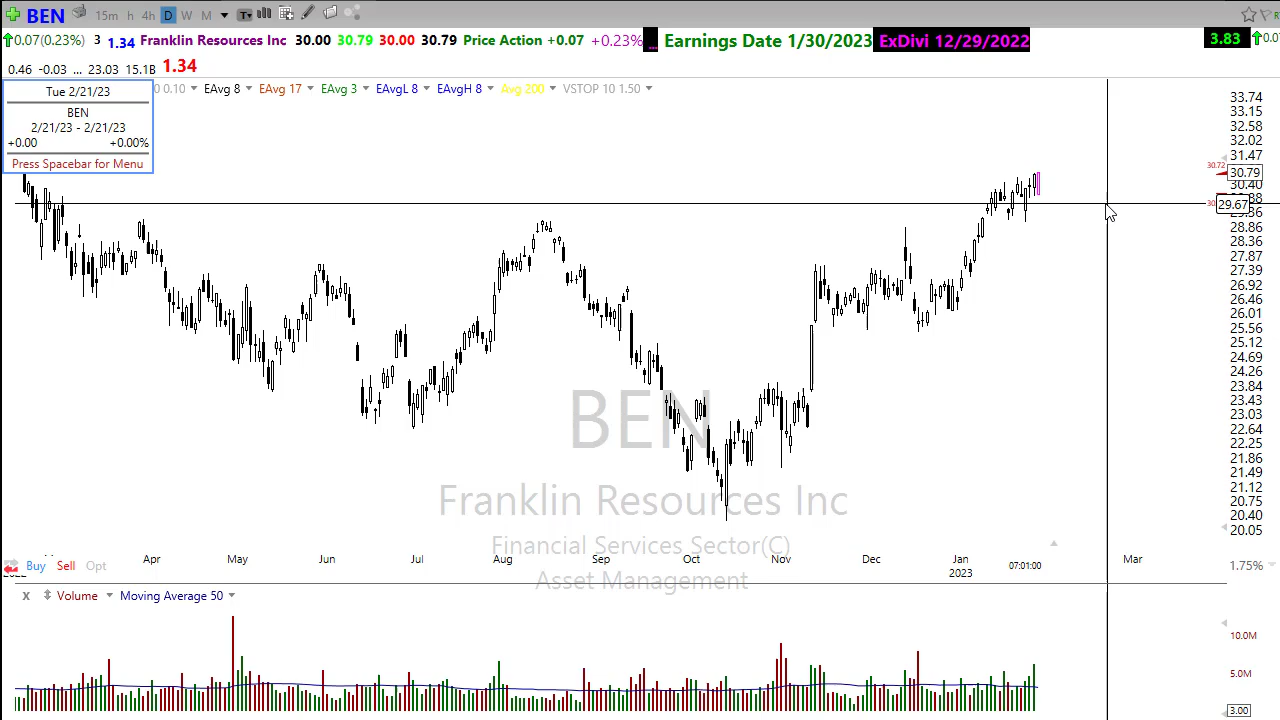 BEN 15m h 4h D W M T
0.07(0.23%) 3 1.34 Franklin Resources Inc 30.00 30.79 30.00 30.79 Price Action +0.07 +0.23% ... Earnings Date 1/30/2023 ExDivi 12/29/2022 3.83
0.46 -0.03 ... 23.03 15.1B 1.34
Tue 2/21/23
BEN
2/21/23 - 2/21/23
+0.00 +0.00%
Press Spacebar for Menu
0 0.10 EAvg 8 EAvg 17 EAvg 3 EAvgL 8 EAvgH 8 Avg 200 VSTOP 10 1.50
33.74
33.15
32.58
32.02
31.47
30.72
30.79
30.40
29.67
28.86
28.36
27.87
27.39
26.92
26.46
26.01
25.56
25.12
24.69
24.26
23.84
23.43
23.03
22.64
22.25
21.86
21.49
21.12
20.75
20.40
20.05
BEN
Franklin Resources Inc
Financial Services Sector(C)
Asset Management
Apr May Jun Jul Aug Sep Oct Nov Dec Jan Mar
2023 07:01:00
Buy Sell Opt 1.75%
x Volume Moving Average 50
10.0M
5.0M
3.00